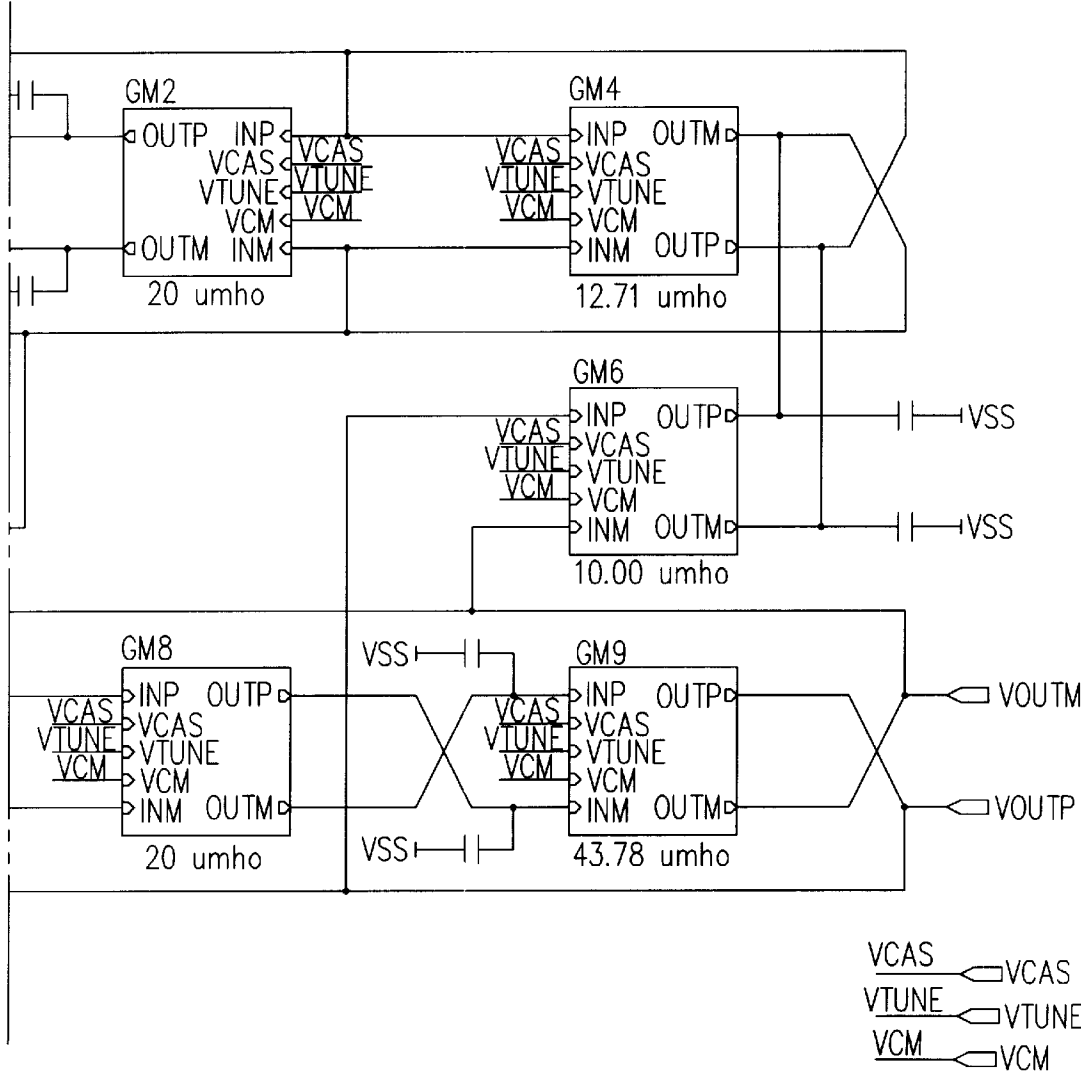 GM2
OUTP INP
VCAS VCAS
VTUNE VTUNE
VCM VCM
OUTM INM
20 umho
GM4
INP OUTM
VCAS VCAS
VTUNE VTUNE
VCM VCM
INM OUTP
12.71 umho
GM6
INP OUTP
VCAS VCAS
VTUNE VTUNE
VCM VCM
INM OUTM
10.00 umho
VSS
VSS
GM8
INP OUTP
VCAS VCAS
VTUNE VTUNE
VCM VCM
INM OUTM
20 umho
VSS
VSS
GM9
INP OUTP
VCAS VCAS
VTUNE VTUNE
VCM VCM
INM OUTM
43.78 umho
VOUTM
VOUTP
VCAS VCAS
VTUNE VTUNE
VCM VCM